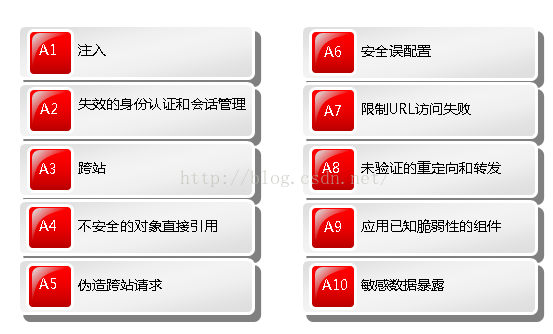 A1 注入
A2 失效的身份认证和会话管理
A3 跨站
A4 不安全的对象直接引用
A5 伪造跨站请求
A6 安全误配置
A7 限制URL访问失败
A8 未验证的重定向和转发
A9 应用已知脆弱性的组件
A10 敏感数据暴露
http://blog.csdn.net/